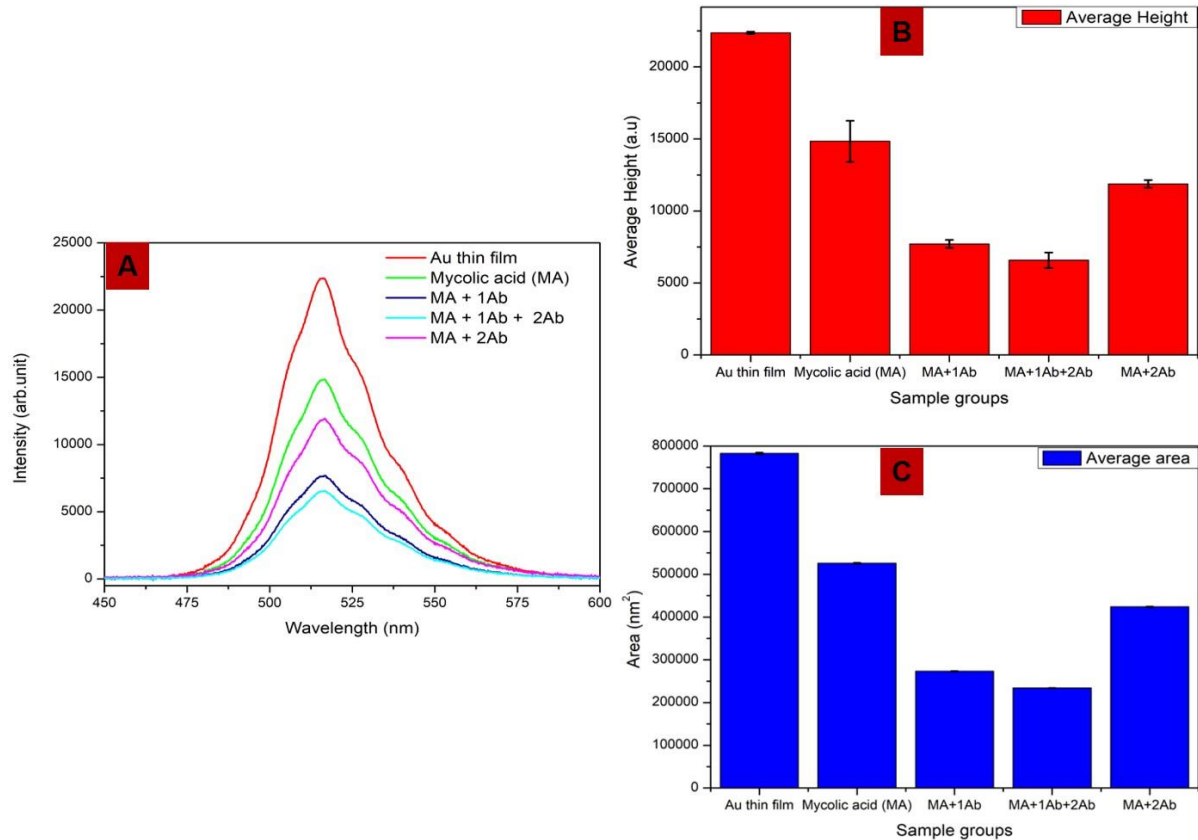 A
Au thin film
Mycolic acid (MA)
MA + 1Ab
MA + 1Ab + 2Ab
MA + 2Ab
25000
20000
15000
10000
5000
0
Intensity (arb.unit)
450 475 500 525 550 575 600
Wavelength (nm)
B
Average Height
20000
15000
10000
5000
0
Average Height (a.u)
Au thin film Mycolic acid (MA) MA+1Ab MA+1Ab+2Ab MA+2Ab
Sample groups
C
Average area
800000
700000
600000
500000
400000
300000
200000
100000
0
Area (nm²)
Au thin film Mycolic acid (MA) MA+1Ab MA+1Ab+2Ab MA+2Ab
Sample groups